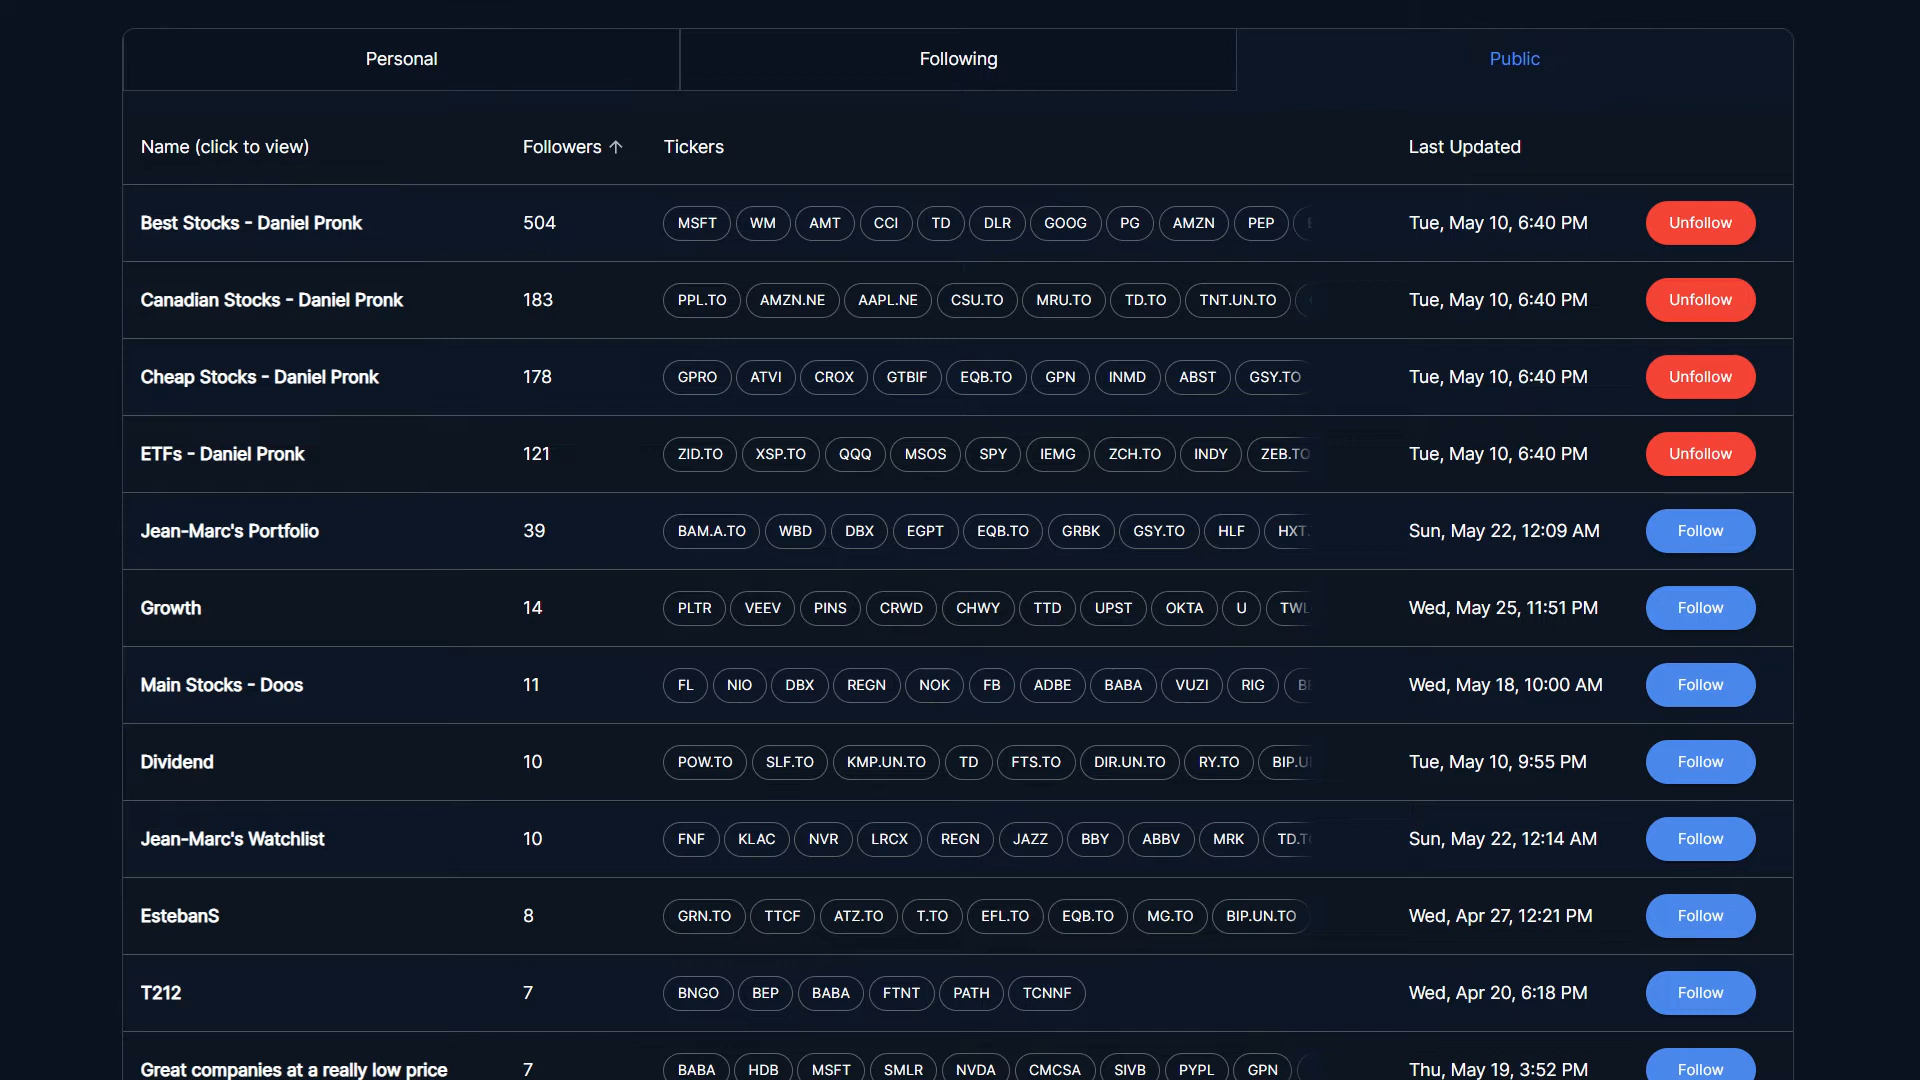 Personal Following Public
Name (click to view) Followers ↑ Tickers Last Updated
Best Stocks - Daniel Pronk 504 MSFT WM AMT CCI TD DLR GOOG PG AMZN PEP Tue, May 10, 6:40 PM Unfollow
Canadian Stocks - Daniel Pronk 183 PPL.TO AMZN.NE AAPL.NE CSU.TO MRU.TO TD.TO TNT.UN.TO Tue, May 10, 6:40 PM Unfollow
Cheap Stocks - Daniel Pronk 178 GPRO ATVI CROX GTBIF EQB.TO GPN INMD ABST GSY.TO Tue, May 10, 6:40 PM Unfollow
ETFs - Daniel Pronk 121 ZID.TO XSP.TO QQQ MSOS SPY IEMG ZCH.TO INDY ZEB.TO Tue, May 10, 6:40 PM Unfollow
Jean-Marc's Portfolio 39 BAM.A.TO WBD DBX EGPT EQB.TO GRBK GSY.TO HLF HXT. Sun, May 22, 12:09 AM Follow
Growth 14 PLTR VEEV PINS CRWD CHWY TTD UPST OKTA U TWL Wed, May 25, 11:51 PM Follow
Main Stocks - Doos 11 FL NIO DBX REGN NOK FB ADBE BABA VUZI RIG Wed, May 18, 10:00 AM Follow
Dividend 10 POW.TO SLF.TO KMP.UN.TO TD FTS.TO DIR.UN.TO RY.TO BIP.U Tue, May 10, 9:55 PM Follow
Jean-Marc's Watchlist 10 FNF KLAC NVR LRCX REGN JAZZ BBY ABBV MRK TD.T Sun, May 22, 12:14 AM Follow
EstebanS 8 GRN.TO TTCF ATZ.TO T.TO EFL.TO EQB.TO MG.TO BIP.UN.TO Wed, Apr 27, 12:21 PM Follow
T212 7 BNGO BEP BABA FTNT PATH TCNNF Wed, Apr 20, 6:18 PM Follow
Great companies at a really low price 7 BABA HDB MSFT SMLR NVDA CMCSA SIVB PYPL GPN Thu, May 19, 3:52 PM Follow